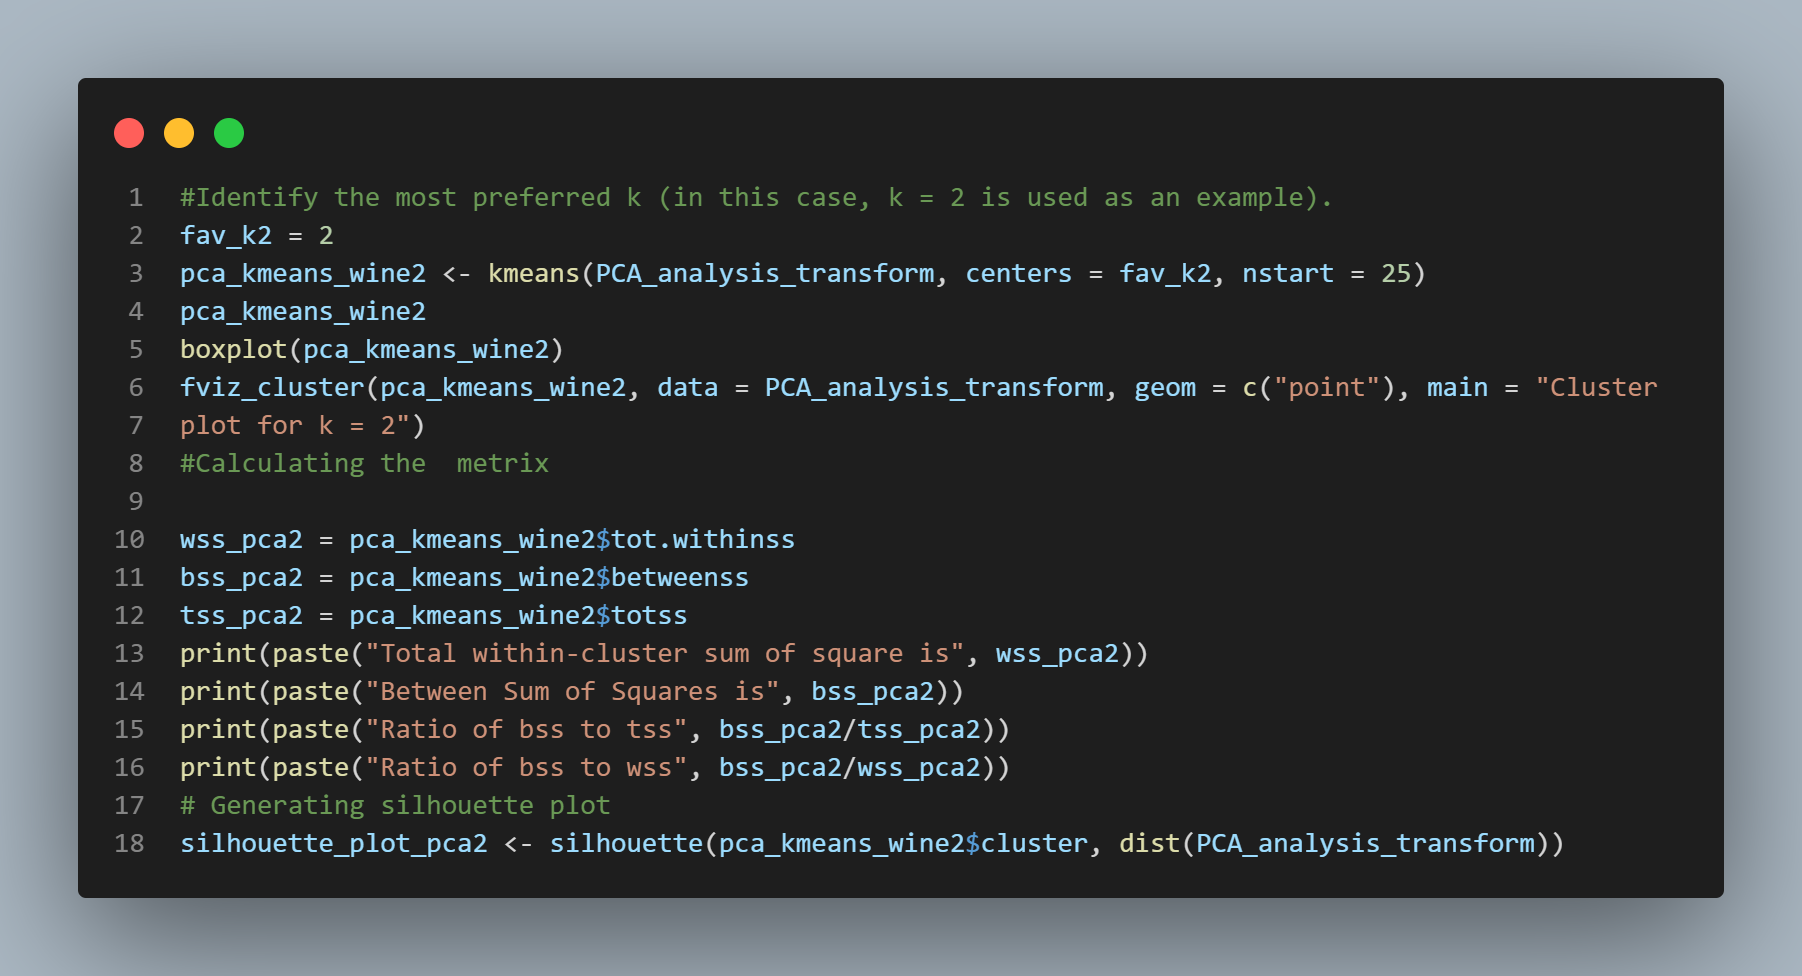 1 #Identify the most preferred k (in this case, k = 2 is used as an example).
2 fav_k2 = 2
3 pca_kmeans_wine2 <- kmeans(PCA_analysis_transform, centers = fav_k2, nstart = 25)
4 pca_kmeans_wine2
5 boxplot(pca_kmeans_wine2)
6 fviz_cluster(pca_kmeans_wine2, data = PCA_analysis_transform, geom = c("point"), main = "Cluster
7 plot for k = 2")
8 #Calculating the  metrix
9
10 wss_pca2 = pca_kmeans_wine2$tot.withinss
11 bss_pca2 = pca_kmeans_wine2$betweenss
12 tss_pca2 = pca_kmeans_wine2$totss
13 print(paste("Total within-cluster sum of square is", wss_pca2))
14 print(paste("Between Sum of Squares is", bss_pca2))
15 print(paste("Ratio of bss to tss", bss_pca2/tss_pca2))
16 print(paste("Ratio of bss to wss", bss_pca2/wss_pca2))
17 # Generating silhouette plot
18 silhouette_plot_pca2 <- silhouette(pca_kmeans_wine2$cluster, dist(PCA_analysis_transform))